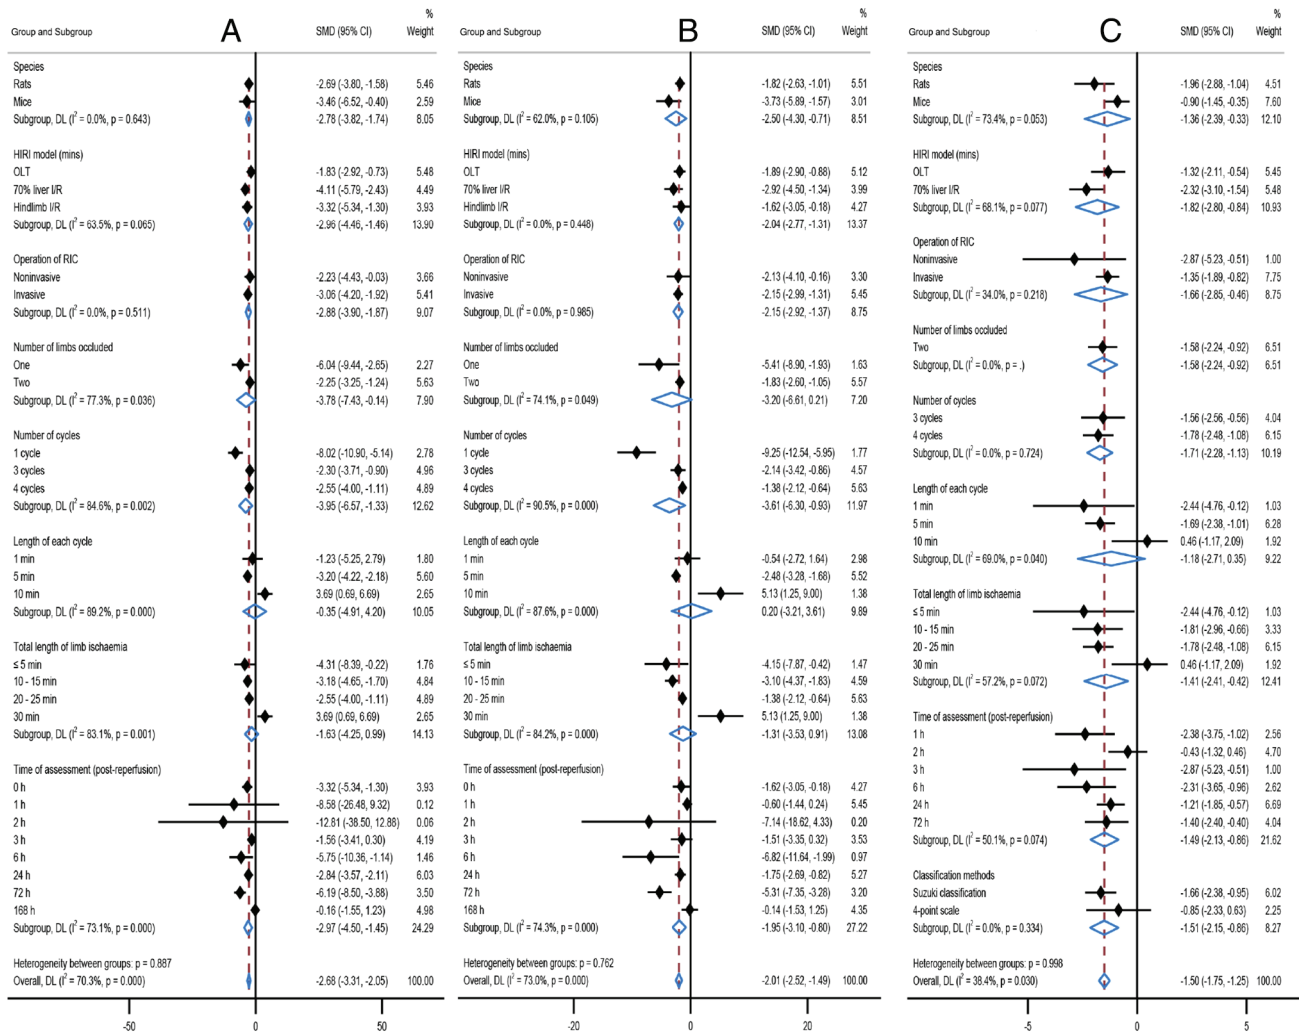 A
%
Group and Subgroup SMD (95% CI) Weight
Species
Rats -2.69 (-3.80, -1.58) 5.46
Mice -3.46 (-6.52, -0.40) 2.59
Subgroup, DL (I² = 0.0%, p = 0.643) -2.78 (-3.82, -1.74) 8.05
HIRI model (mins)
OLT -1.83 (-2.92, -0.73) 5.48
70% liver I/R -4.11 (-5.79, -2.43) 4.49
Hindlimb I/R -3.32 (-5.34, -1.30) 3.93
Subgroup, DL (I² = 63.5%, p = 0.065) -2.96 (-4.46, -1.46) 13.90
Operation of RIC
Noninvasive -2.23 (-4.43, -0.03) 3.66
Invasive -3.06 (-4.20, -1.92) 5.41
Subgroup, DL (I² = 0.0%, p = 0.511) -2.88 (-3.90, -1.87) 9.07
Number of limbs occluded
One -6.04 (-9.44, -2.65) 2.27
Two -2.25 (-3.25, -1.24) 5.63
Subgroup, DL (I² = 77.3%, p = 0.036) -3.78 (-7.43, -0.14) 7.90
Number of cycles
1 cycle -8.02 (-10.90, -5.14) 2.78
3 cycles -2.30 (-3.71, -0.90) 4.96
4 cycles -2.55 (-4.00, -1.11) 4.89
Subgroup, DL (I² = 84.6%, p = 0.002) -3.95 (-6.57, -1.33) 12.62
Length of each cycle
1 min -1.23 (-5.25, 2.79) 1.80
5 min -3.20 (-4.22, -2.18) 5.60
10 min 3.69 (0.69, 6.69) 2.65
Subgroup, DL (I² = 89.2%, p = 0.000) -0.35 (-4.91, 4.20) 10.05
Total length of limb ischaemia
≤ 5 min -4.31 (-8.39, -0.22) 1.76
10 - 15 min -3.18 (-4.65, -1.70) 4.84
20 - 25 min -2.55 (-4.00, -1.11) 4.89
30 min 3.69 (0.69, 6.69) 2.65
Subgroup, DL (I² = 83.1%, p = 0.001) -1.63 (-4.25, 0.99) 14.13
Time of assessment (post-reperfusion)
0 h -3.32 (-5.34, -1.30) 3.93
1 h -8.58 (-26.48, 9.32) 0.12
2 h -12.81 (-38.50, 12.88) 0.06
3 h -1.56 (-3.41, 0.30) 4.19
6 h -5.75 (-10.36, -1.14) 1.46
24 h -2.84 (-3.57, -2.11) 6.03
72 h -6.19 (-8.50, -3.88) 3.50
168 h -0.16 (-1.55, 1.23) 4.98
Subgroup, DL (I² = 73.1%, p = 0.000) -2.97 (-4.50, -1.45) 24.29
Heterogeneity between groups: p = 0.887
Overall, DL (I² = 70.3%, p = 0.000) -2.68 (-3.31, -2.05) 100.00
-50 0 50
B
%
Group and Subgroup SMD (95% CI) Weight
Species
Rats -1.82 (-2.63, -1.01) 5.51
Mice -3.73 (-5.89, -1.57) 3.01
Subgroup, DL (I² = 62.0%, p = 0.105) -2.50 (-4.30, -0.71) 8.51
HIRI model (mins)
OLT -1.89 (-2.90, -0.88) 5.12
70% liver I/R -2.92 (-4.50, -1.34) 3.99
Hindlimb I/R -1.62 (-3.05, -0.18) 4.27
Subgroup, DL (I² = 0.0%, p = 0.448) -2.04 (-2.77, -1.31) 13.37
Operation of RIC
Noninvasive -2.13 (-4.10, -0.16) 3.30
Invasive -2.15 (-2.99, -1.31) 5.45
Subgroup, DL (I² = 0.0%, p = 0.985) -2.15 (-2.92, -1.37) 8.75
Number of limbs occluded
One -5.41 (-8.90, -1.93) 1.63
Two -1.83 (-2.60, -1.05) 5.57
Subgroup, DL (I² = 74.1%, p = 0.049) -3.20 (-6.61, 0.21) 7.20
Number of cycles
1 cycle -9.25 (-12.54, -5.95) 1.77
3 cycles -2.14 (-3.42, -0.86) 4.57
4 cycles -1.38 (-2.12, -0.64) 5.63
Subgroup, DL (I² = 90.5%, p = 0.000) -3.61 (-6.30, -0.93) 11.97
Length of each cycle
1 min -0.54 (-2.72, 1.64) 2.98
5 min -2.48 (-3.28, -1.68) 5.52
10 min 5.13 (1.25, 9.00) 1.38
Subgroup, DL (I² = 87.6%, p = 0.000) 0.20 (-3.21, 3.61) 9.89
Total length of limb ischaemia
≤ 5 min -4.15 (-7.87, -0.42) 1.47
10 - 15 min -3.10 (-4.37, -1.83) 4.59
20 - 25 min -1.38 (-2.12, -0.64) 5.63
30 min 5.13 (1.25, 9.00) 1.38
Subgroup, DL (I² = 84.2%, p = 0.000) -1.31 (-3.53, 0.91) 13.08
Time of assessment (post-reperfusion)
0 h -1.62 (-3.05, -0.18) 4.27
1 h -0.60 (-1.44, 0.24) 5.45
2 h -7.14 (-18.62, 4.33) 0.20
3 h -1.51 (-3.35, 0.32) 3.53
6 h -6.82 (-11.64, -1.99) 0.97
24 h -1.75 (-2.69, -0.82) 5.27
72 h -5.31 (-7.35, -3.28) 3.20
168 h -0.14 (-1.53, 1.25) 4.35
Subgroup, DL (I² = 74.3%, p = 0.000) -1.95 (-3.10, -0.80) 27.22
Heterogeneity between groups: p = 0.762
Overall, DL (I² = 73.0%, p = 0.000) -2.01 (-2.52, -1.49) 100.00
-20 0 20
C
%
Group and Subgroup SMD (95% CI) Weight
Species
Rats -1.96 (-2.88, -1.04) 4.51
Mice -0.90 (-1.45, -0.35) 7.60
Subgroup, DL (I² = 73.4%, p = 0.053) -1.36 (-2.39, -0.33) 12.10
HIRI model (mins)
OLT -1.32 (-2.11, -0.54) 5.45
70% liver I/R -2.32 (-3.10, -1.54) 5.48
Subgroup, DL (I² = 68.1%, p = 0.077) -1.82 (-2.80, -0.84) 10.93
Operation of RIC
Noninvasive -2.87 (-5.23, -0.51) 1.00
Invasive -1.35 (-1.89, -0.82) 7.75
Subgroup, DL (I² = 34.0%, p = 0.218) -1.66 (-2.85, -0.46) 8.75
Number of limbs occluded
Two -1.58 (-2.24, -0.92) 6.51
Subgroup, DL (I² = 0.0%, p = .) -1.58 (-2.24, -0.92) 6.51
Number of cycles
3 cycles -1.56 (-2.56, -0.56) 4.04
4 cycles -1.78 (-2.48, -1.08) 6.15
Subgroup, DL (I² = 0.0%, p = 0.724) -1.71 (-2.28, -1.13) 10.19
Length of each cycle
1 min -2.44 (-4.76, -0.12) 1.03
5 min -1.69 (-2.38, -1.01) 6.28
10 min 0.46 (-1.17, 2.09) 1.92
Subgroup, DL (I² = 69.0%, p = 0.040) -1.18 (-2.71, 0.35) 9.22
Total length of limb ischaemia
≤ 5 min -2.44 (-4.76, -0.12) 1.03
10 - 15 min -1.81 (-2.96, -0.66) 3.33
20 - 25 min -1.78 (-2.48, -1.08) 6.15
30 min 0.46 (-1.17, 2.09) 1.92
Subgroup, DL (I² = 57.2%, p = 0.072) -1.41 (-2.41, -0.42) 12.41
Time of assessment (post-reperfusion)
1 h -2.38 (-3.75, -1.02) 2.56
2 h -0.43 (-1.32, 0.46) 4.70
3 h -2.87 (-5.23, -0.51) 1.00
6 h -2.31 (-3.65, -0.96) 2.62
24 h -1.21 (-1.85, -0.57) 6.69
72 h -1.40 (-2.40, -0.40) 4.04
Subgroup, DL (I² = 50.1%, p = 0.074) -1.49 (-2.13, -0.86) 21.62
Classification methods
Suzuki classification -1.66 (-2.38, -0.95) 6.02
4-point scale -0.85 (-2.33, 0.63) 2.25
Subgroup, DL (I² = 0.0%, p = 0.334) -1.51 (-2.15, -0.86) 8.27
Heterogeneity between groups: p = 0.998
Overall, DL (I² = 38.4%, p = 0.030) -1.50 (-1.75, -1.25) 100.00
-5 0 5